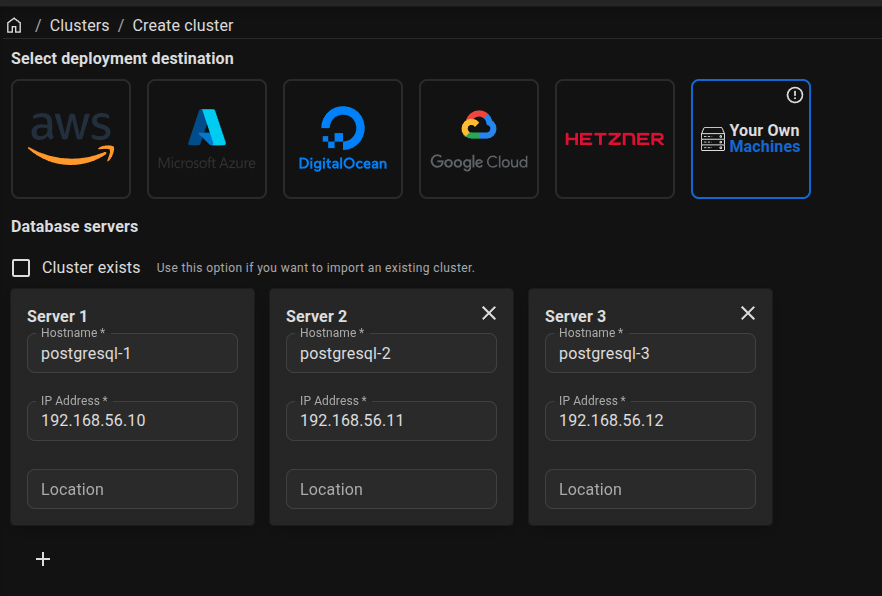 / Clusters / Create cluster
Select deployment destination
aws
Microsoft Azure
DigitalOcean
Google Cloud
HETZNER
Your Own
Machines
Database servers
Cluster exists Use this option if you want to import an existing cluster.
Server 1
Hostname *
postgresql-1
IP Address *
192.168.56.10
Location
Server 2
Hostname *
postgresql-2
IP Address *
192.168.56.11
Location
Server 3
Hostname *
postgresql-3
IP Address *
192.168.56.12
Location